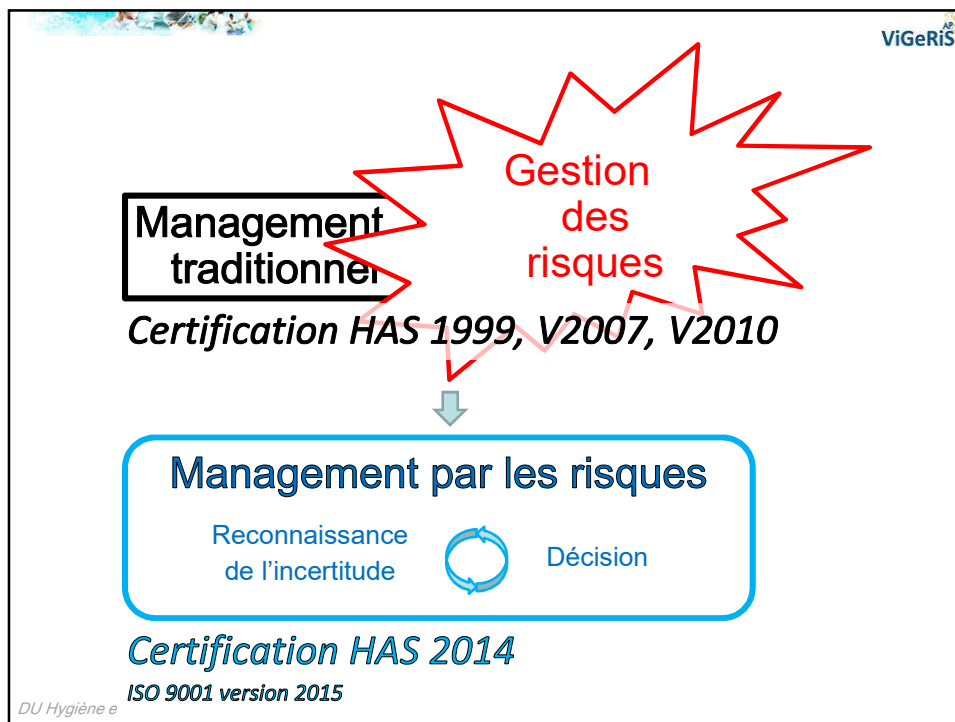 AP
ViGeRiS
Gestion
des
risques
Management
traditionnel
Certification HAS 1999, V2007, V2010
Management par les risques
Reconnaissance
de l’incertitude
Décision
Certification HAS 2014
ISO 9001 version 2015
DU Hygiène e